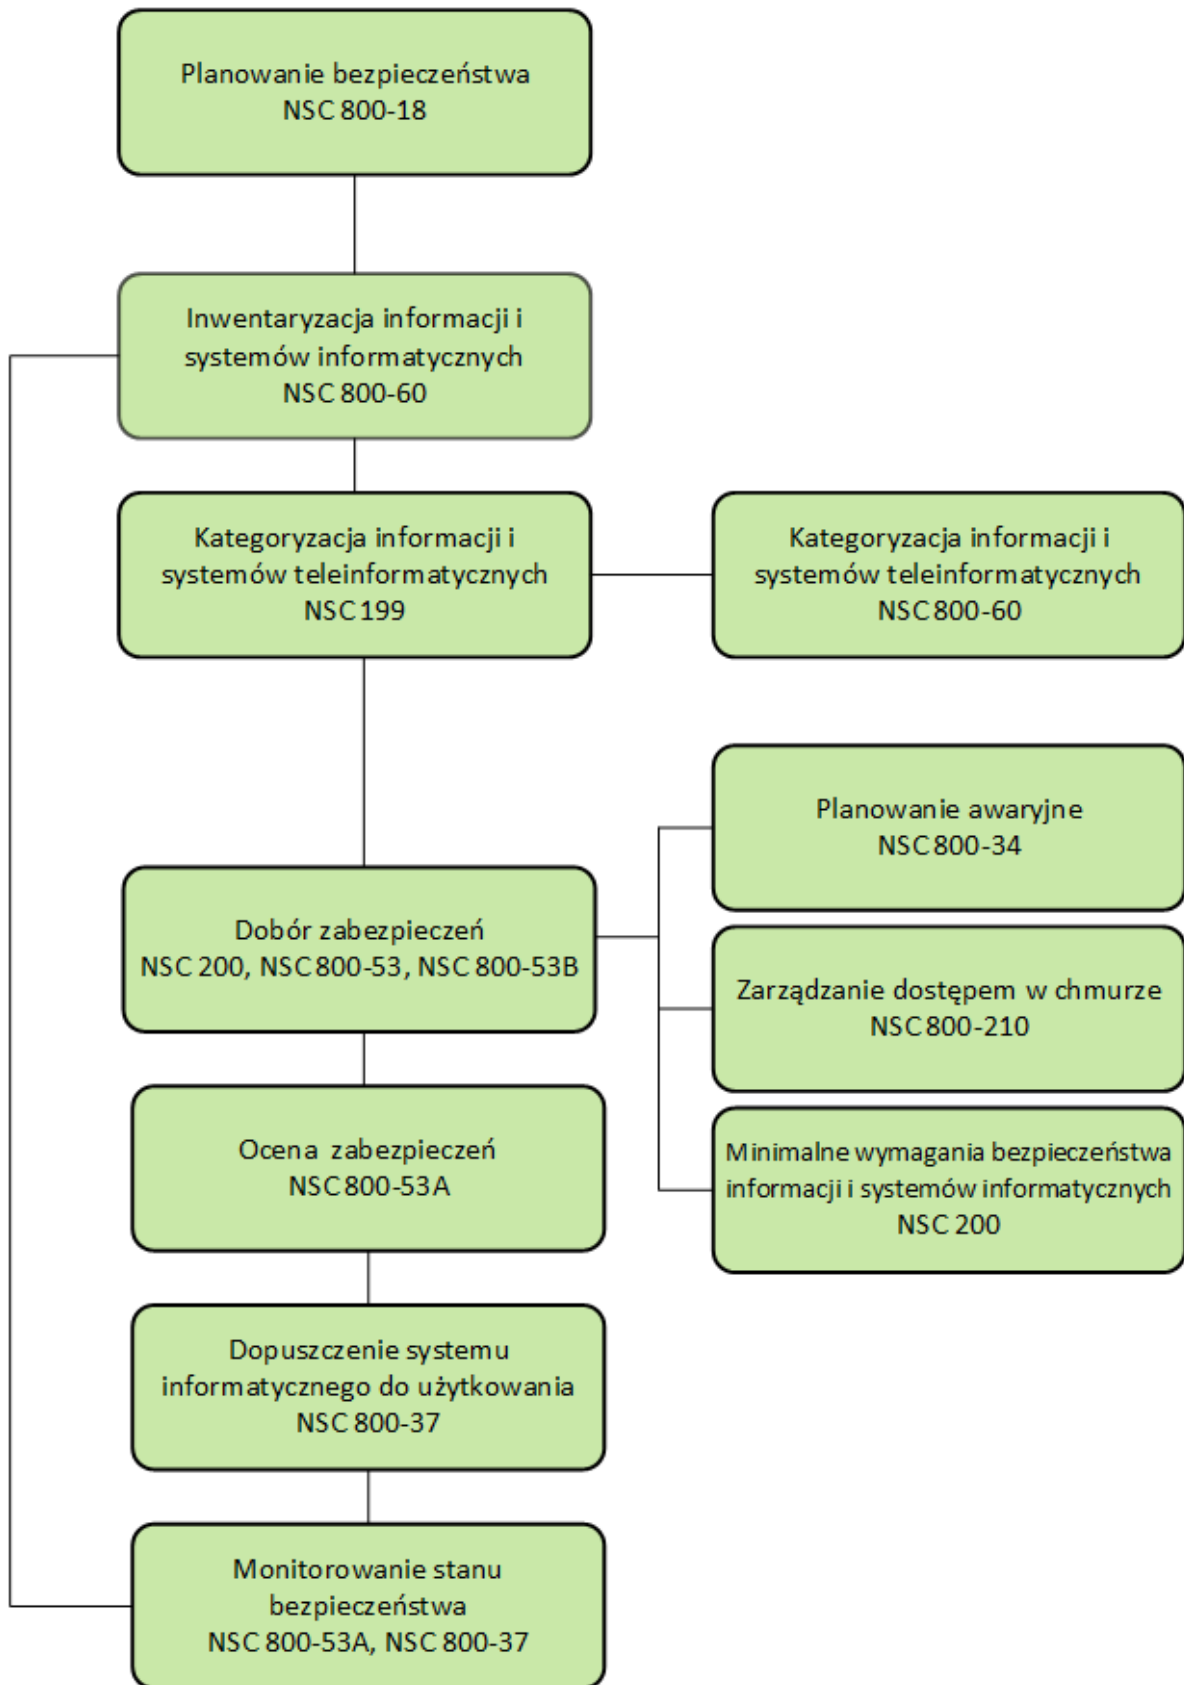 Planowanie bezpieczeństwa
NSC 800-18
Inwentaryzacja informacji i
systemów informatycznych
NSC 800-60
Kategoryzacja informacji i
systemów teleinformatycznych
NSC 199
Kategoryzacja informacji i
systemów teleinformatycznych
NSC 800-60
Planowanie awaryjne
NSC 800-34
Dobór zabezpieczeń
NSC 200, NSC 800-53, NSC 800-53B
Zarządzanie dostępem w chmurze
NSC 800-210
Minimalne wymagania bezpieczeństwa
informacji i systemów informatycznych
NSC 200
Ocena zabezpieczeń
NSC 800-53A
Dopuszczenie systemu
informatycznego do użytkowania
NSC 800-37
Monitorowanie stanu
bezpieczeństwa
NSC 800-53A, NSC 800-37